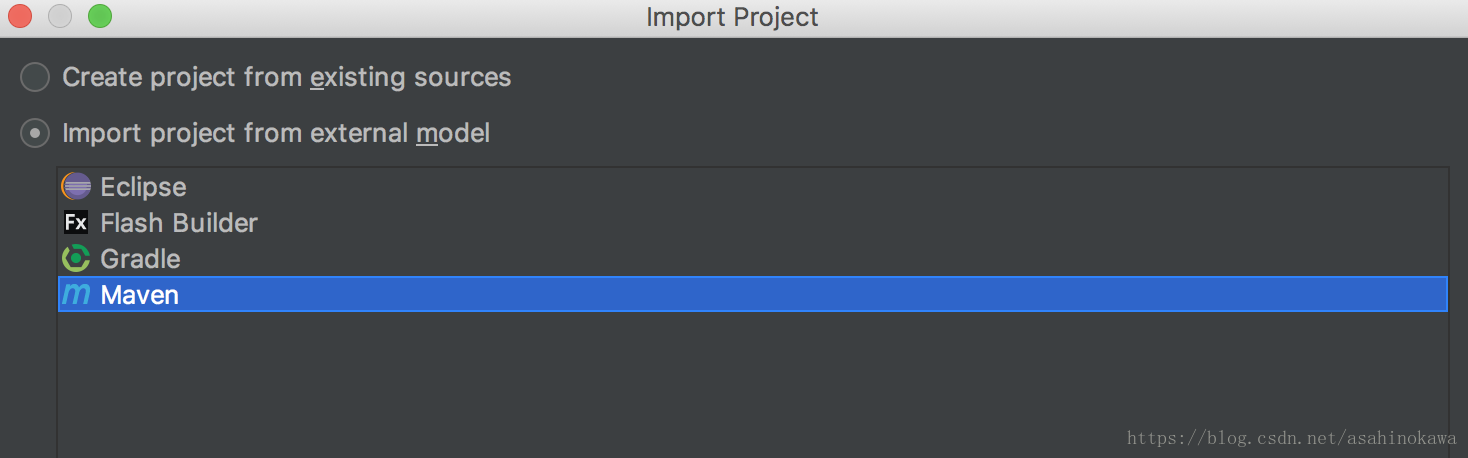 Import Project
Create project from existing sources
Import project from external model
Eclipse
Fx Flash Builder
Gradle
m Maven
https://blog.csdn.net/asahinokawa